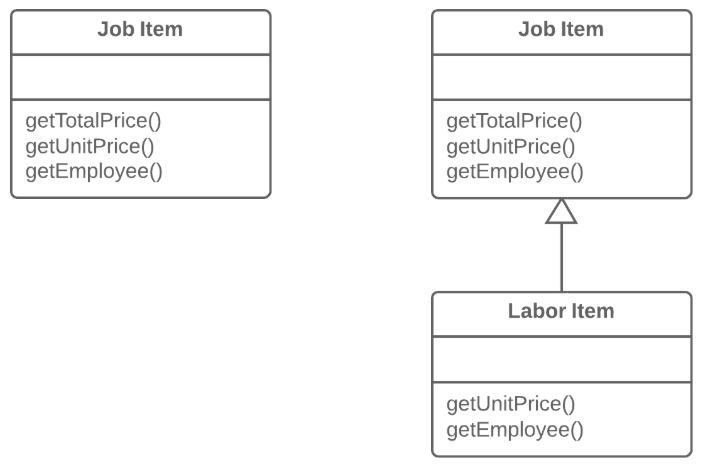 Job Item
getTotalPrice()
getUnitPrice()
getEmployee()
Job Item
getTotalPrice()
getUnitPrice()
getEmployee()
Labor Item
getUnitPrice()
getEmployee()